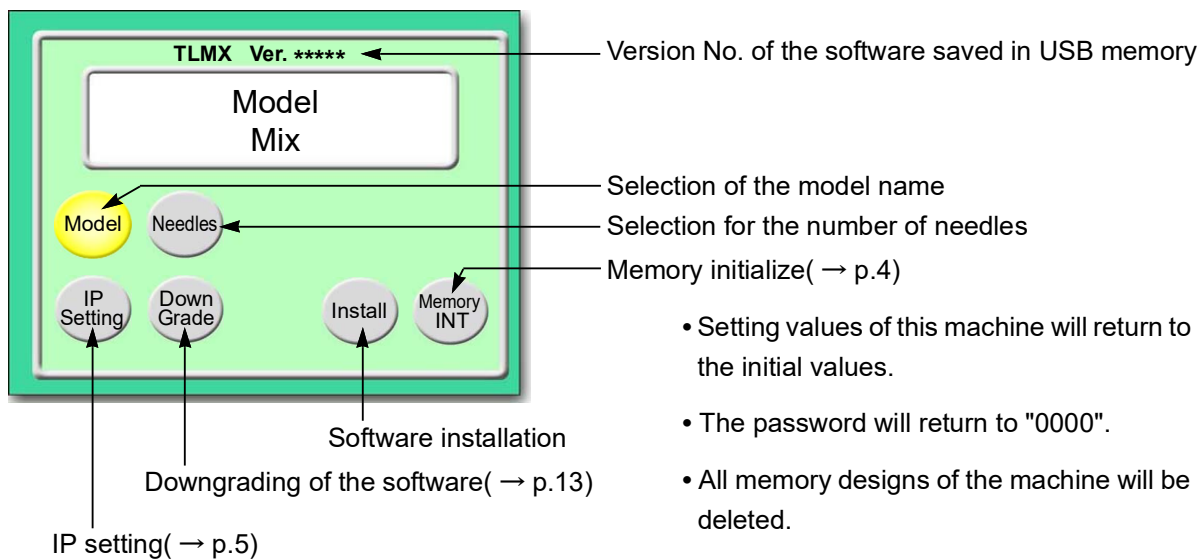 TLMX Ver. *****
Version No. of the software saved in USB memory
Model
Mix
Selection of the model name
Model
Needles
Selection for the number of needles
Memory initialize( → p.4)
IP
Setting
Down
Grade
Install
Memory
INT
• Setting values of this machine will return to
the initial values.
• The password will return to "0000".
• All memory designs of the machine will be
deleted.
Software installation
Downgrading of the software( → p.13)
IP setting( → p.5)